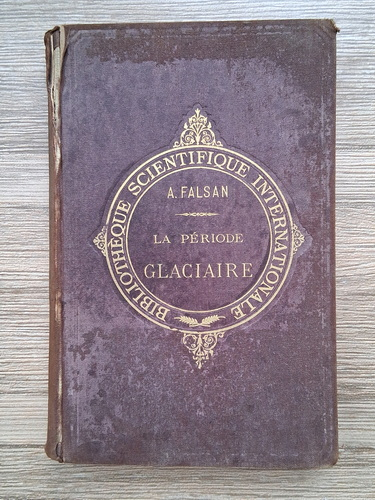 BIBLIOTHÈQUE SCIENTIFIQUE INTERNATIONALE
A. FALSAN
LA PÉRIODE
GLACIAIRE